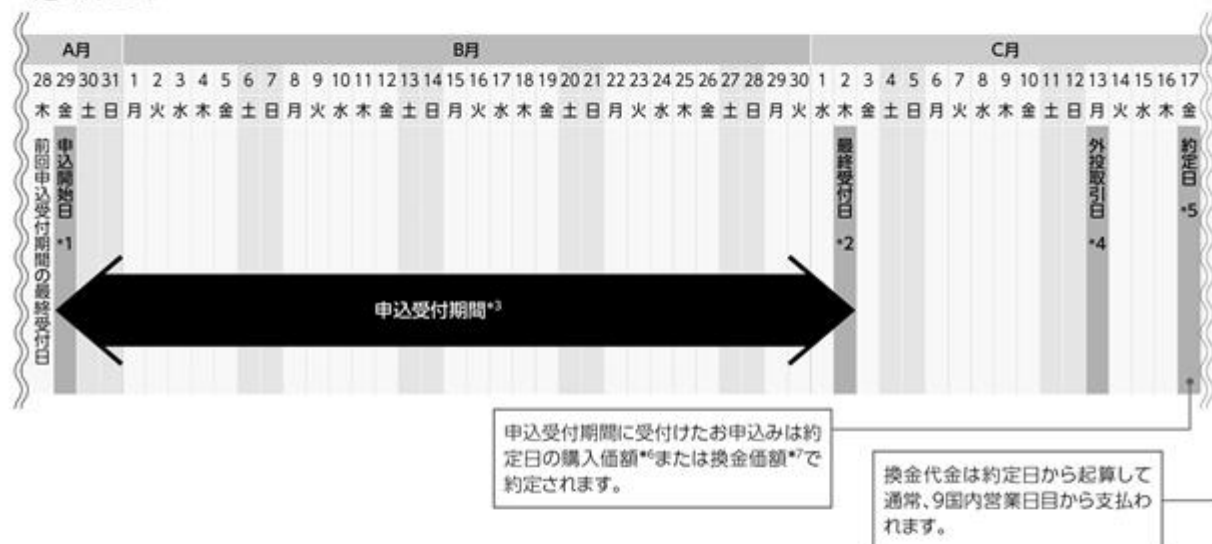 A月 B月 C月
28 29 30 31 1 2 3 4 5 6 7 8 9 10 11 12 13 14 15 16 17 18 19 20 21 22 23 24 25 26 27 28 29 30 1 2 3 4 5 6 7 8 9 10 11 12 13 14 15 16 17
木 金 土 日 月 火 水 木 金 土 日 月 火 水 木 金 土 日 月 火 水 木 金 土 日 月 火 水 木 金 土 日 月 火 水 木 金 土 日 月 火 水 木 金 土 日 月 火 水 木 金
前回申込受付期間の最終受付日
申込開始日 *1
最終受付日 *2
外投取引日 *4
約定日 *5
申込受付期間*3
申込受付期間に受付けたお申込みは約
定日の購入価額*6または換金価額*7で
約定されます。
換金代金は約定日から起算して
通常、9国内営業日目から支払わ
れます。